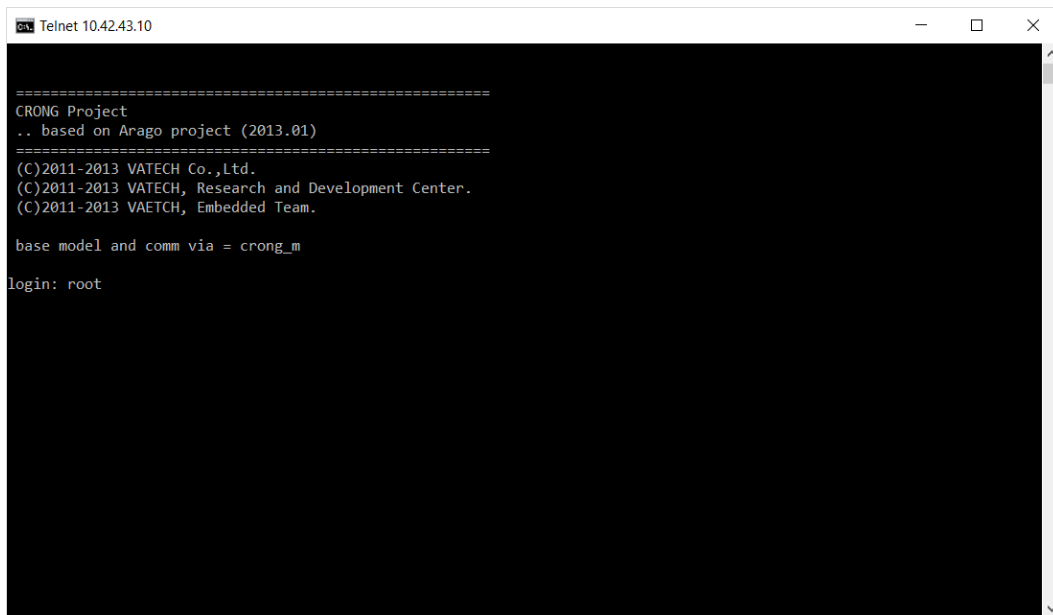 Telnet 10.42.43.10
======================================================
CRONG Project
.. based on Arago project (2013.01)
======================================================
(C)2011-2013 VATECH Co.,Ltd.
(C)2011-2013 VATECH, Research and Development Center.
(C)2011-2013 VAETCH, Embedded Team.
base model and comm via = crong_m
login: root